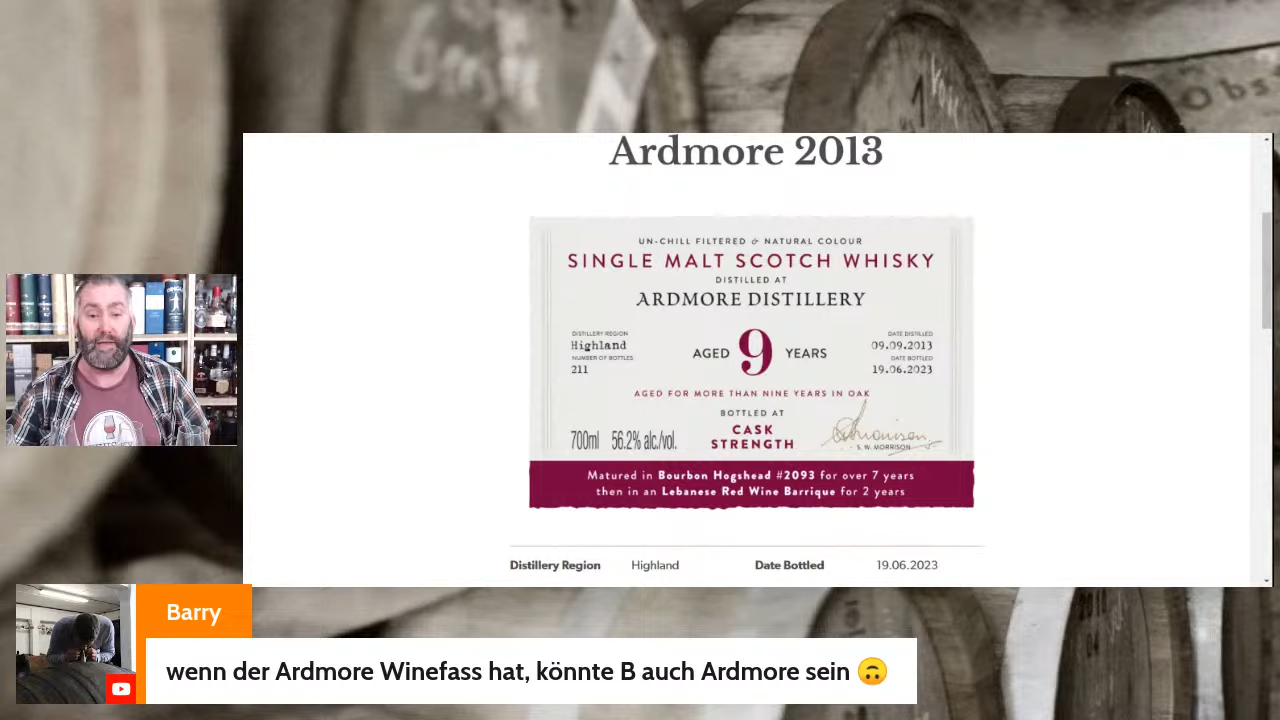 Ardmore 2013
UN-CHILL FILTERED & NATURAL COLOUR
SINGLE MALT SCOTCH WHISKY
DISTILLED AT
ARDMORE DISTILLERY
DISTILLERY REGION
Highland
NUMBER OF BOTTLES
211
AGED 9 YEARS
DATE DISTILLED
09.09.2013
DATE BOTTLED
19.06.2023
AGED FOR MORE THAN NINE YEARS IN OAK
BOTTLED AT
CASK
STRENGTH
700ml 56.2% alc./vol.
S.W. MORRISON
Matured in Bourbon Hogshead #2093 for over 7 years
then in an Lebanese Red Wine Barrique for 2 years
Distillery Region Highland Date Bottled 19.06.2023
Barry
wenn der Ardmore Winefass hat, könnte B auch Ardmore sein 🙃